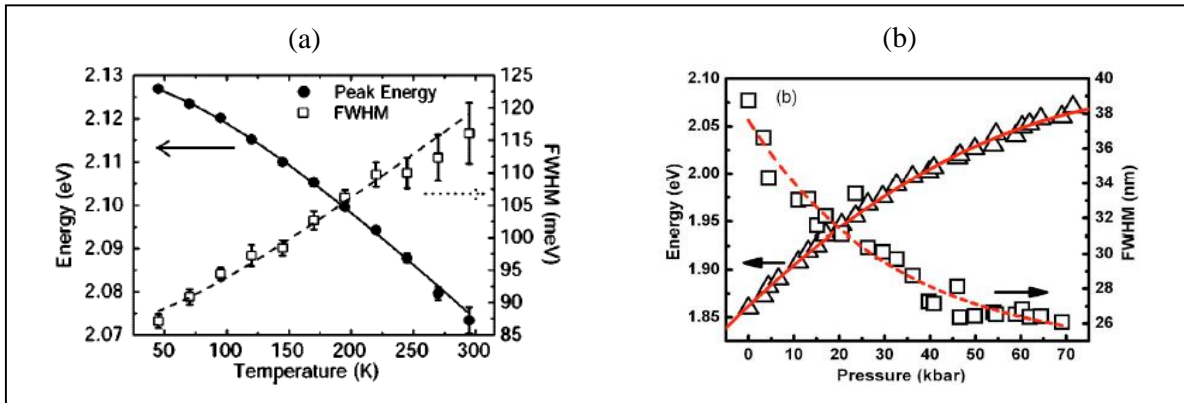 (a)
(b)
2.13
2.12
2.11
2.10
2.09
2.08
2.07
Energy (eV)
Peak Energy
FWHM
125
120
115
110
105
100
95
90
85
FWHM (meV)
50 100 150 200 250 300
Temperature (K)
(b)
2.10
2.05
2.00
1.95
1.90
1.85
Energy (eV)
40
38
36
34
32
30
28
26
FWHM (nm)
0 10 20 30 40 50 60 70
Pressure (kbar)